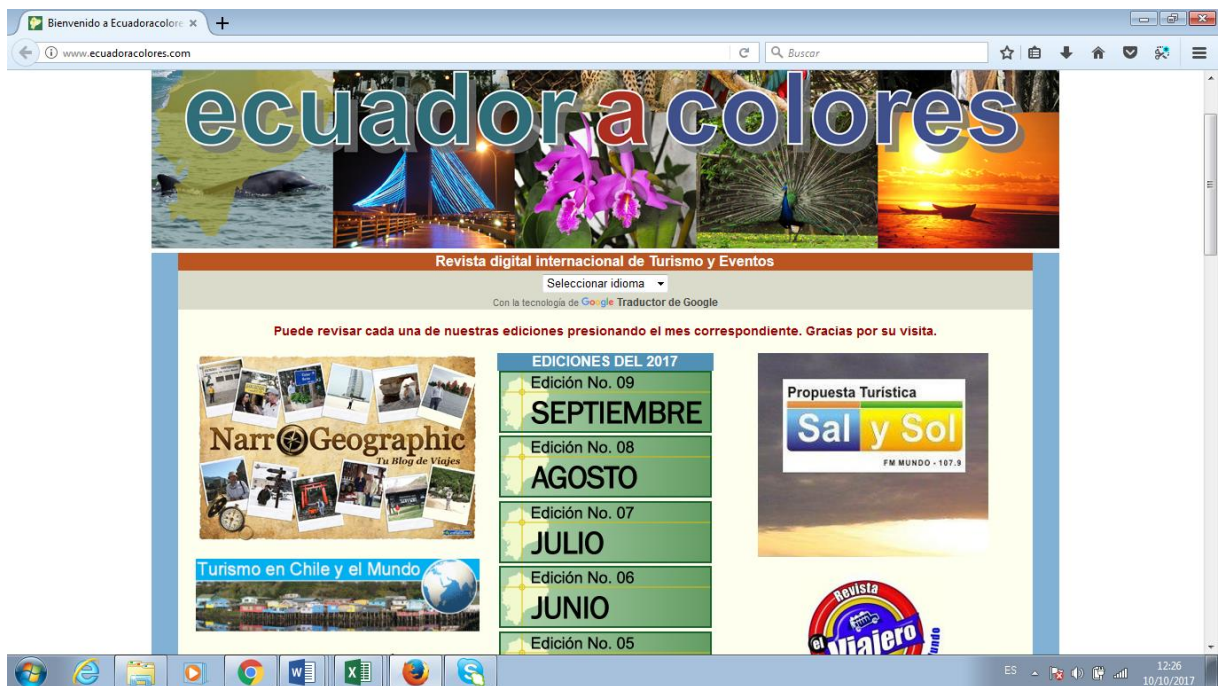 Bienvenido a Ecuadoracolore
www.ecuadoracolores.com
Buscar
ecuador a colores
Revista digital internacional de Turismo y Eventos
Seleccionar idioma
Con la tecnología de Google Traductor de Google
Puede revisar cada una de nuestras ediciones presionando el mes correspondiente. Gracias por su visita.
NarroGeographic
Tu Blog de Viajes
Turismo en Chile y el Mundo
EDICIONES DEL 2017
Edición No. 09
SEPTIEMBRE
Edición No. 08
AGOSTO
Edición No. 07
JULIO
Edición No. 06
JUNIO
Edición No. 05
Propuesta Turística
Sal y Sol
FM MUNDO - 107.9
Revista
el Viajero
ES
12:26
10/10/2017